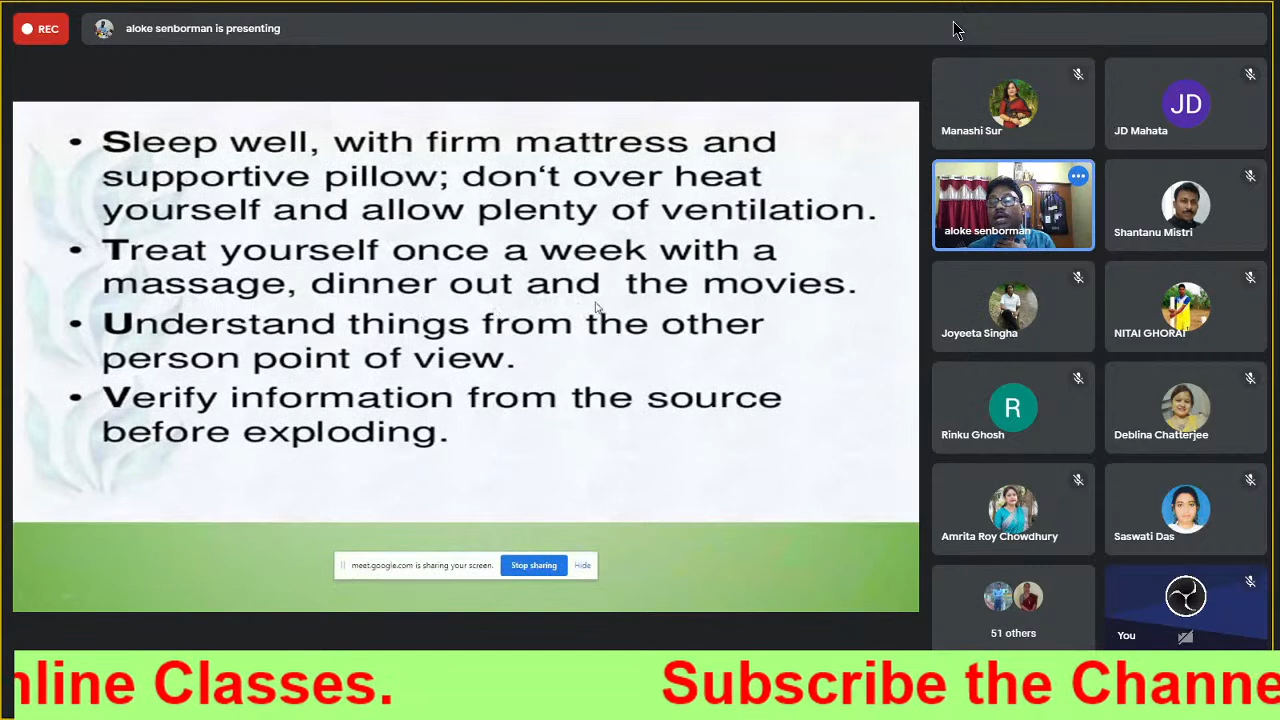 REC
aloke senborman is presenting
• Sleep well, with firm mattress and
supportive pillow; don‘t over heat
yourself and allow plenty of ventilation.
• Treat yourself once a week with a
massage, dinner out and the movies.
• Understand things from the other
person point of view.
• Verify information from the source
before exploding.
meet.google.com is sharing your screen. Stop sharing Hide
Manashi Sur
JD
JD Mahata
aloke senborman
Shantanu Mistri
Joyeeta Singha
NITAI GHORAI
R
Rinku Ghosh
Deblina Chatterjee
Amrita Roy Chowdhury
Saswati Das
51 others
You
nline Classes. Subscribe the Channe